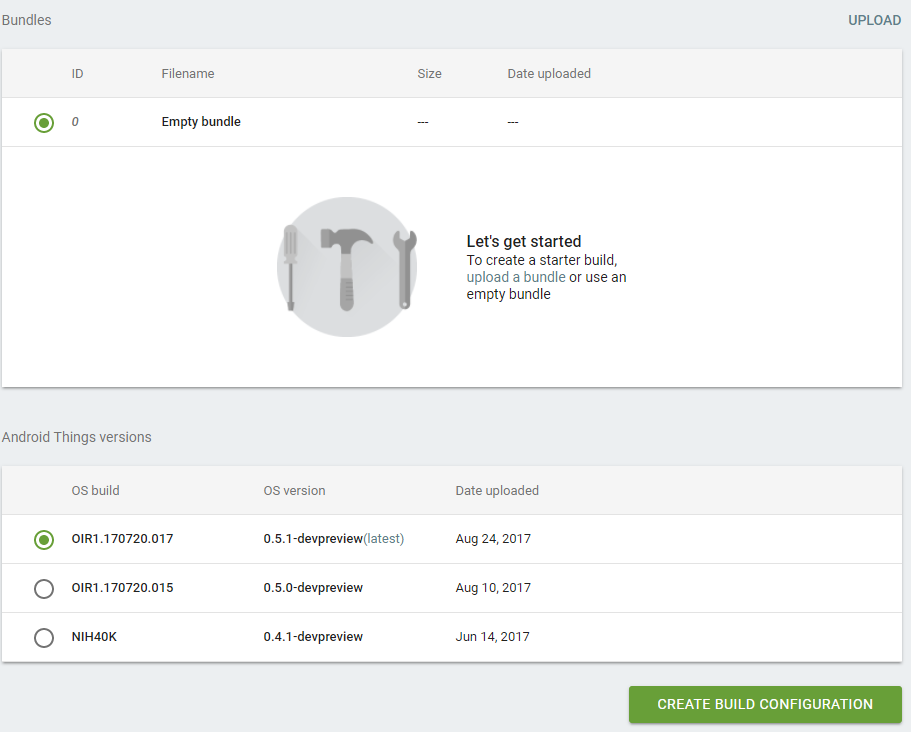 Bundles UPLOAD
ID Filename Size Date uploaded
0 Empty bundle --- ---
Let's get started
To create a starter build,
upload a bundle or use an
empty bundle
Android Things versions
OS build OS version Date uploaded
OIR1.170720.017 0.5.1-devpreview(latest) Aug 24, 2017
OIR1.170720.015 0.5.0-devpreview Aug 10, 2017
NIH40K 0.4.1-devpreview Jun 14, 2017
CREATE BUILD CONFIGURATION